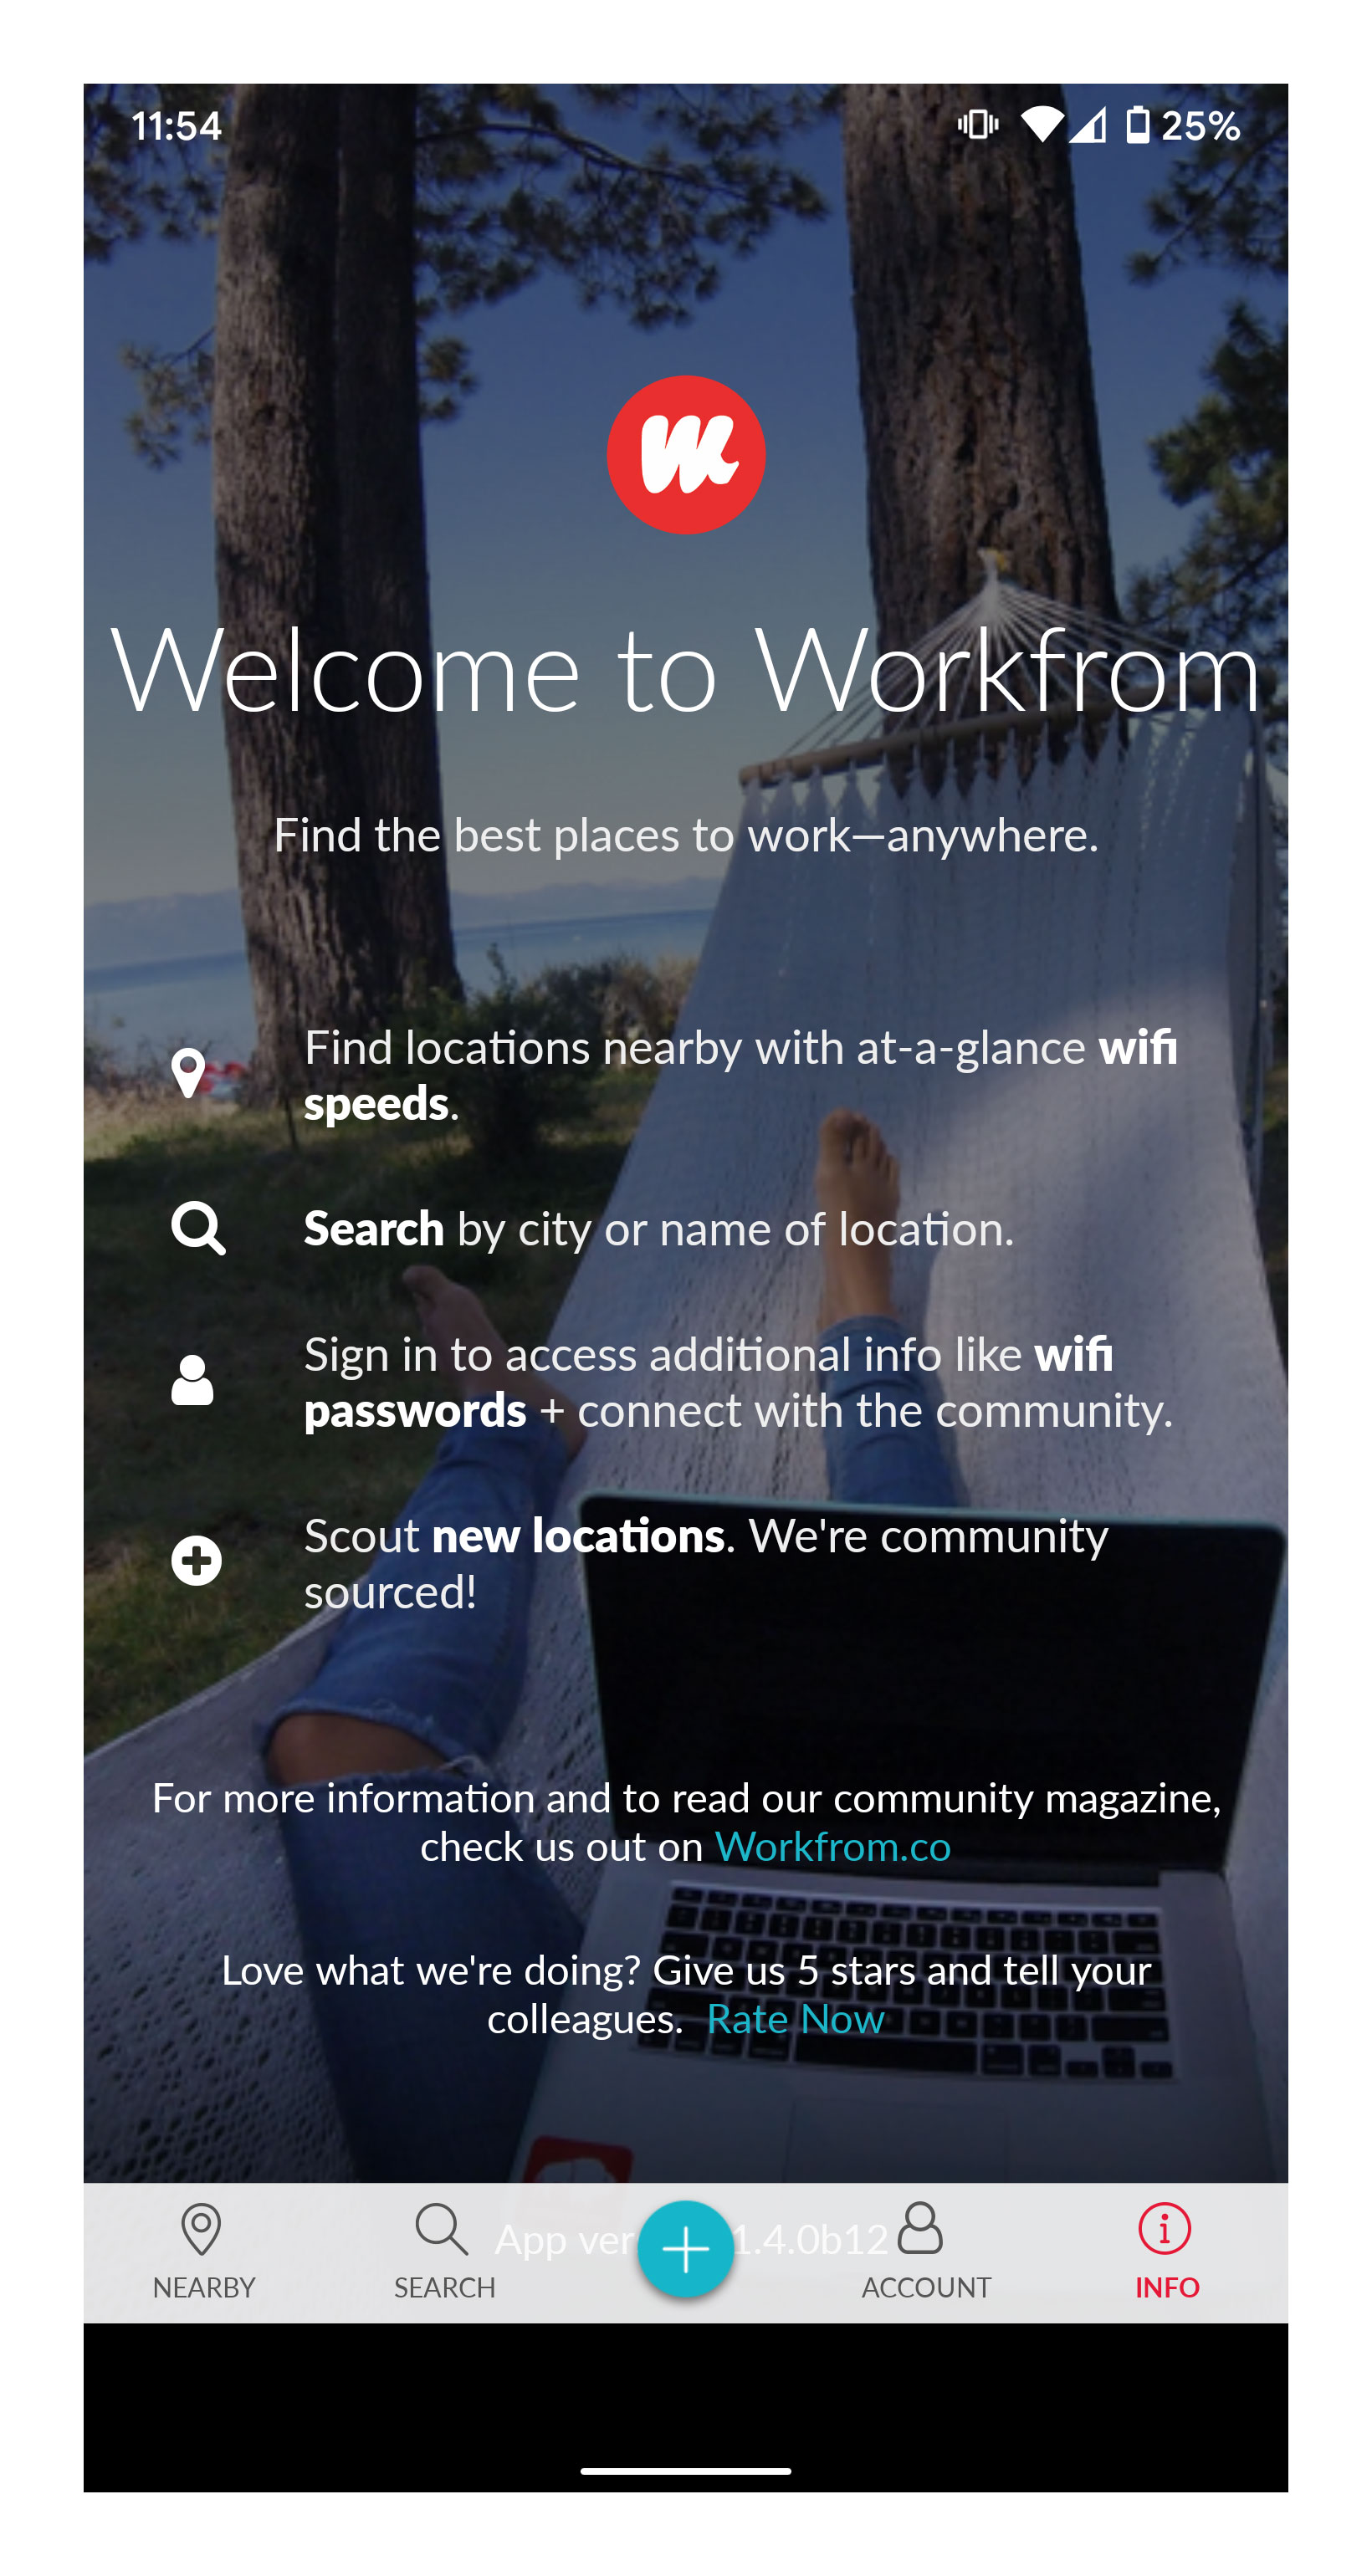 11:54 25%
Welcome to Workfrom
Find the best places to work—anywhere.
Find locations nearby with at-a-glance wifi
speeds.
Search by city or name of location.
Sign in to access additional info like wifi
passwords + connect with the community.
Scout new locations. We're community
sourced!
For more information and to read our community magazine,
check us out on Workfrom.co
Love what we're doing? Give us 5 stars and tell your
colleagues. Rate Now
App ver 1.4.0b12
NEARBY SEARCH ACCOUNT INFO